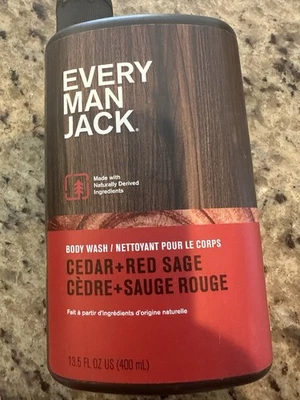 EVERY
MAN
JACK.
Made with
Naturally Derived
Ingredients
BODY WASH / NETTOYANT POUR LE CORPS
CEDAR+RED SAGE
CÈDRE+SAUGE ROUGE
Fait à partir d'ingrédients d'origine naturelle
13.5 FL OZ US (400 mL)